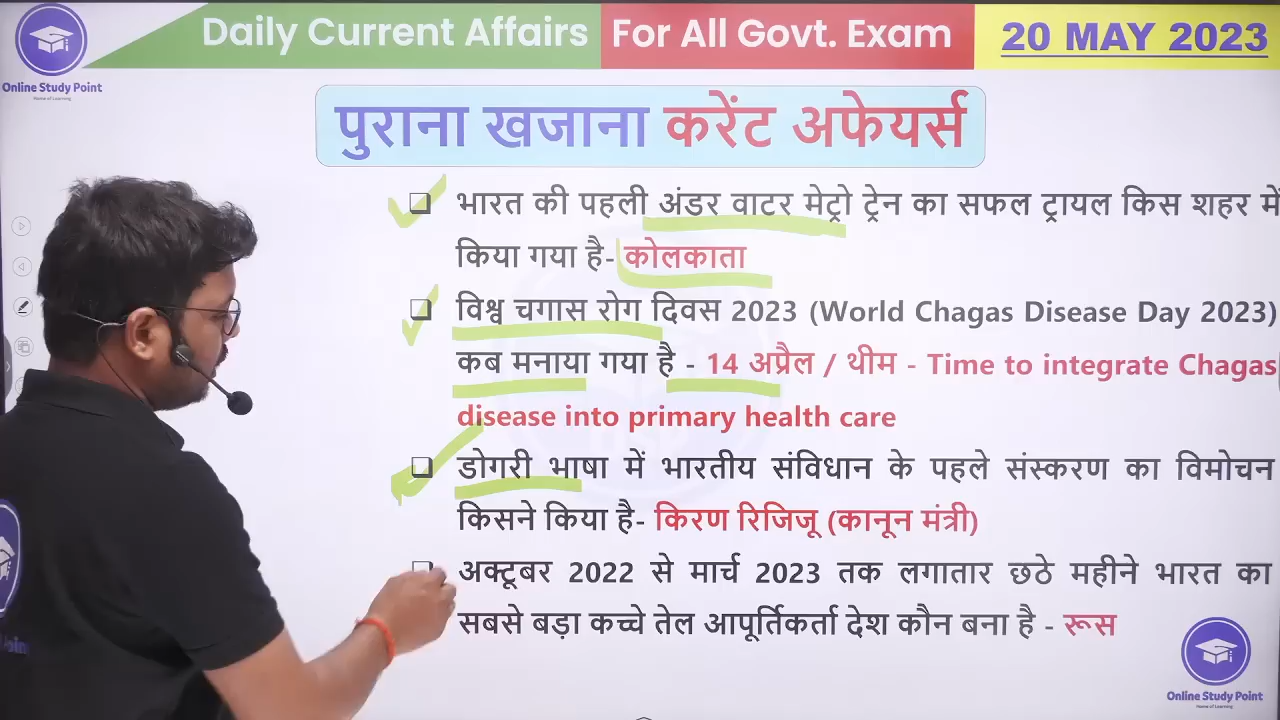 Daily Current Affairs
For All Govt. Exam
20 MAY 2023
Online Study Point
Home of Learning
पुराना खजाना करेंट अफेयर्स
भारत की पहली अंडर वाटर मेट्रो ट्रेन का सफल ट्रायल किस शहर में
किया गया है- कोलकाता
विश्व चगास रोग दिवस 2023 (World Chagas Disease Day 2023)
कब मनाया गया है - 14 अप्रैल / थीम - Time to integrate Chagas
disease into primary health care
डोगरी भाषा में भारतीय संविधान के पहले संस्करण का विमोचन
किसने किया है- किरण रिजिजू (कानून मंत्री)
अक्टूबर 2022 से मार्च 2023 तक लगातार छठे महीने भारत का
सबसे बड़ा कच्चे तेल आपूर्तिकर्ता देश कौन बना है - रूस
Online Study Point
Home of Learning